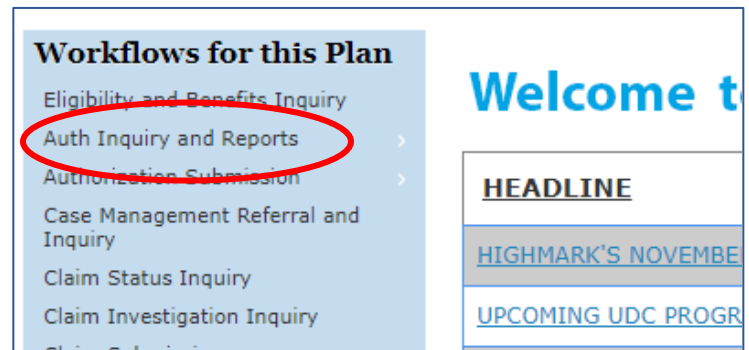 Workflows for this Plan
Eligibility and Benefits Inquiry
Auth Inquiry and Reports
Authorization Submission
Case Management Referral and
Inquiry
Claim Status Inquiry
Claim Investigation Inquiry
Welcome
HEADLINE
HIGHMARK'S NOVEMBE
UPCOMING UDC PROGR